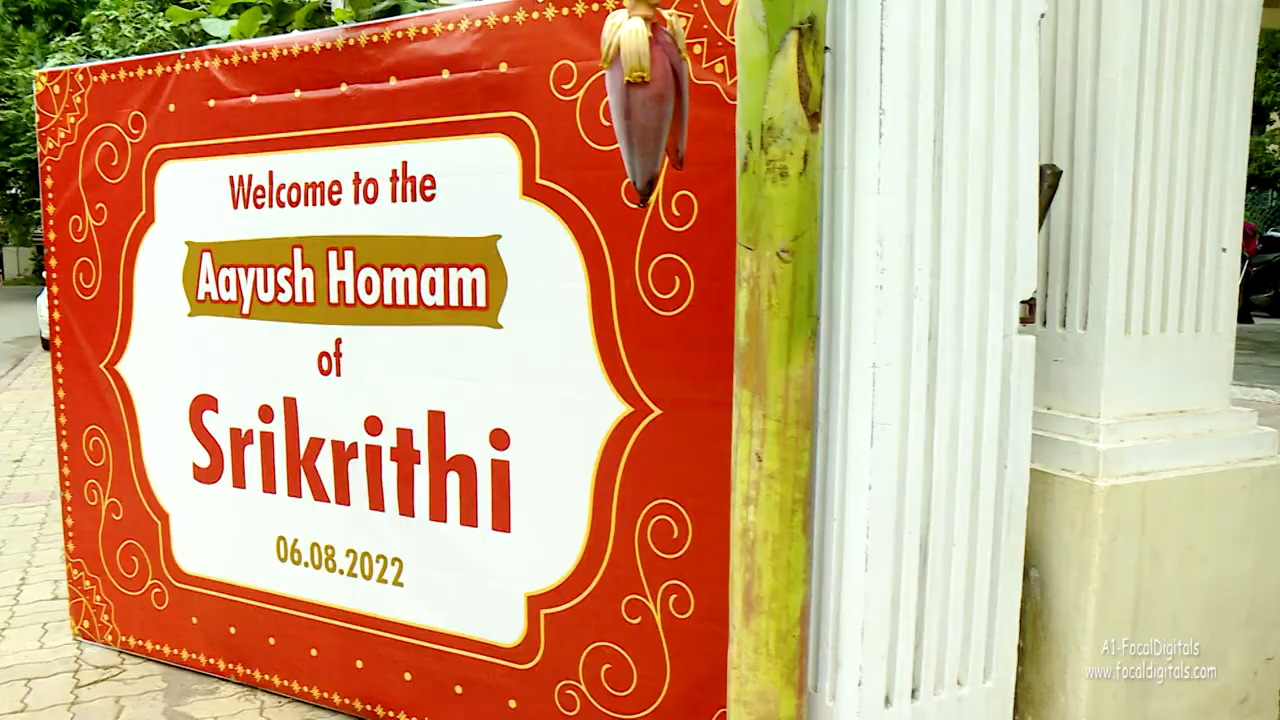 Welcome to the
Aayush Homam
of
Srikrithi
06.08.2022
A1-FocalDigitals
www.focaldigitals.com